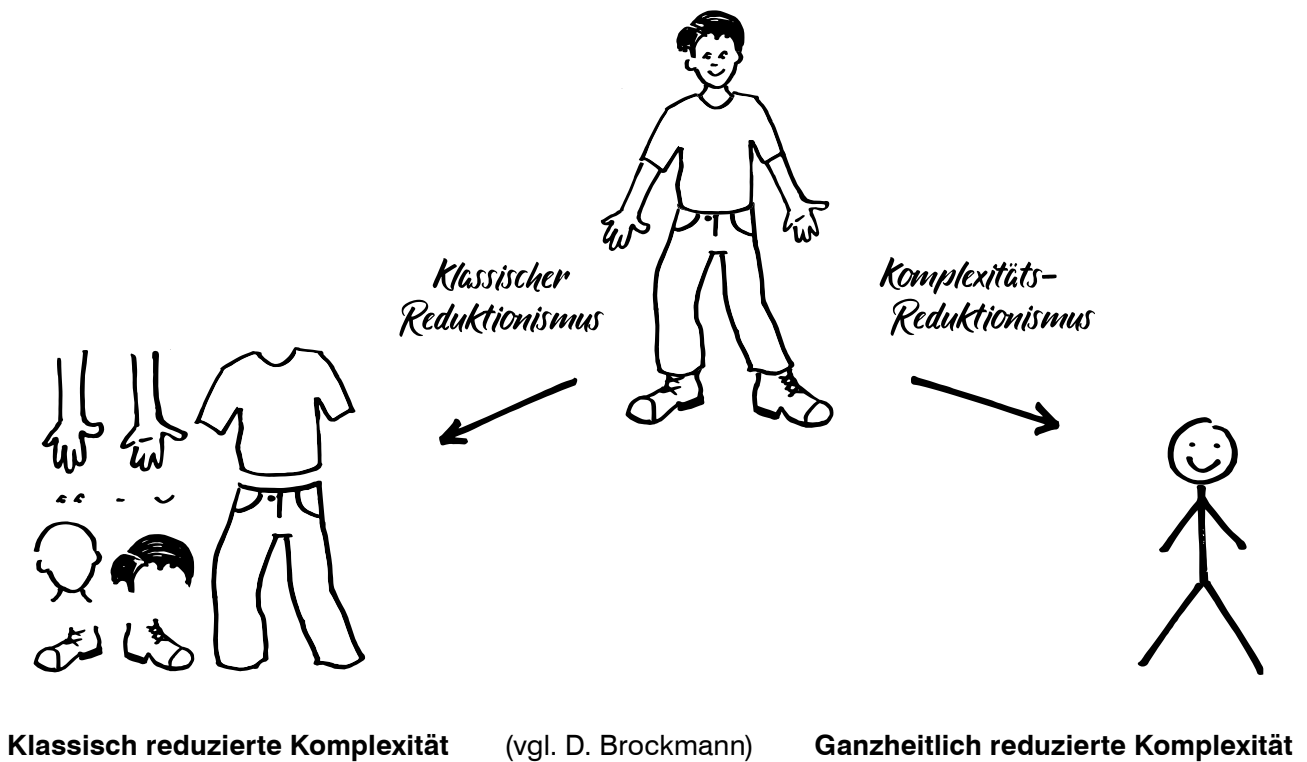 Klassischer
Reduktionismus
Komplexitäts-
Reduktionismus
Klassisch reduzierte Komplexität
(vgl. D. Brockmann)
Ganzheitlich reduzierte Komplexität